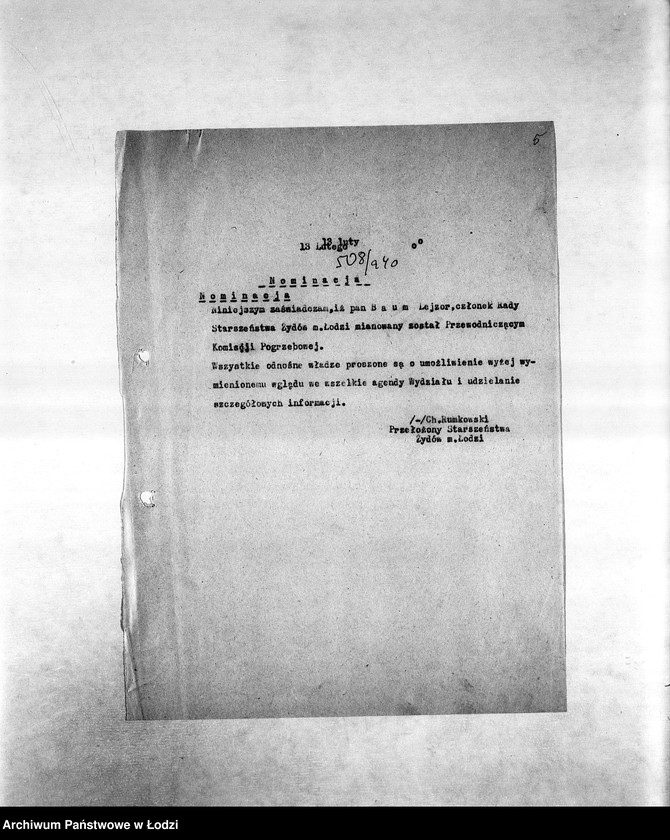 5
13 luty
13 Lutego
508/940
N o m i n a c j a
N o m i n a c j a
Niniejszym zaświadczam,iż pan B a u m Lejzor,członek Rady
Starszeństwa Żydów m.Łodzi mianowany został Przewodniczącym
Komisji Pogrzebowej.
Wszystkie odnośne władze proszone są o umożliwienie wyżej wy-
mienionemu wglądu we wszelkie agendy Wydziału i udzielanie
szczegółowych informacji.
/-/Ch.Rumkowski
Przełożony Starszeństwa
Żydów m.Łodzi
Archiwum Państwowe w Łodzi